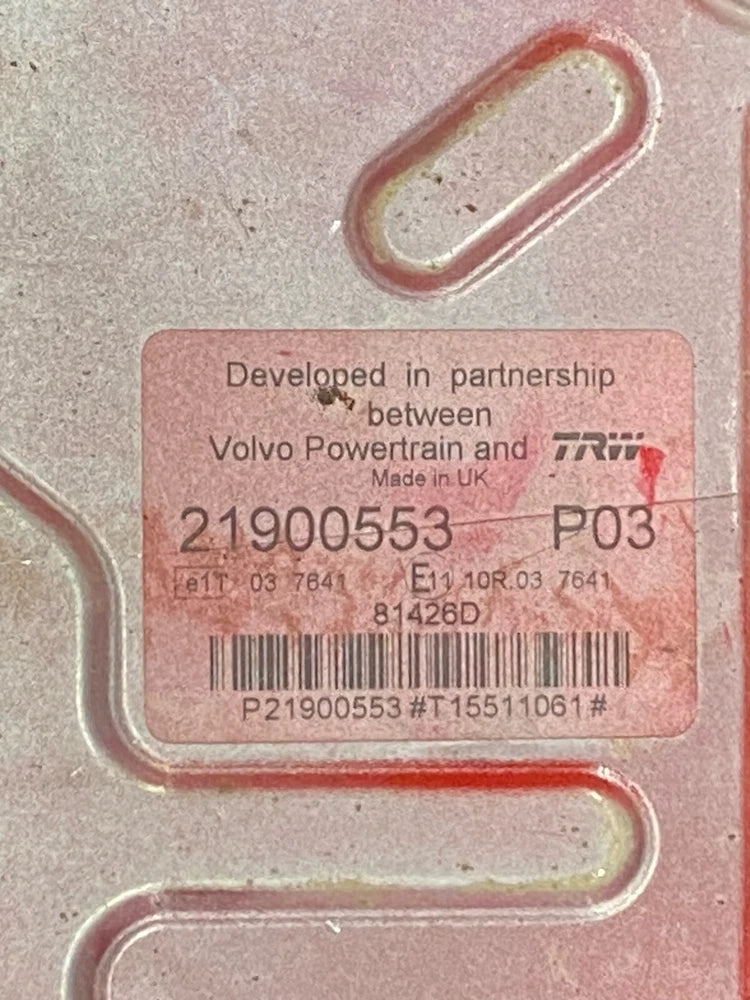 Developed in partnership
between
Volvo Powertrain and TRW
Made in UK
21900553 P03
e1T 03 7641 E11 10R.03 7641
81426D
P21900553#T15511061#